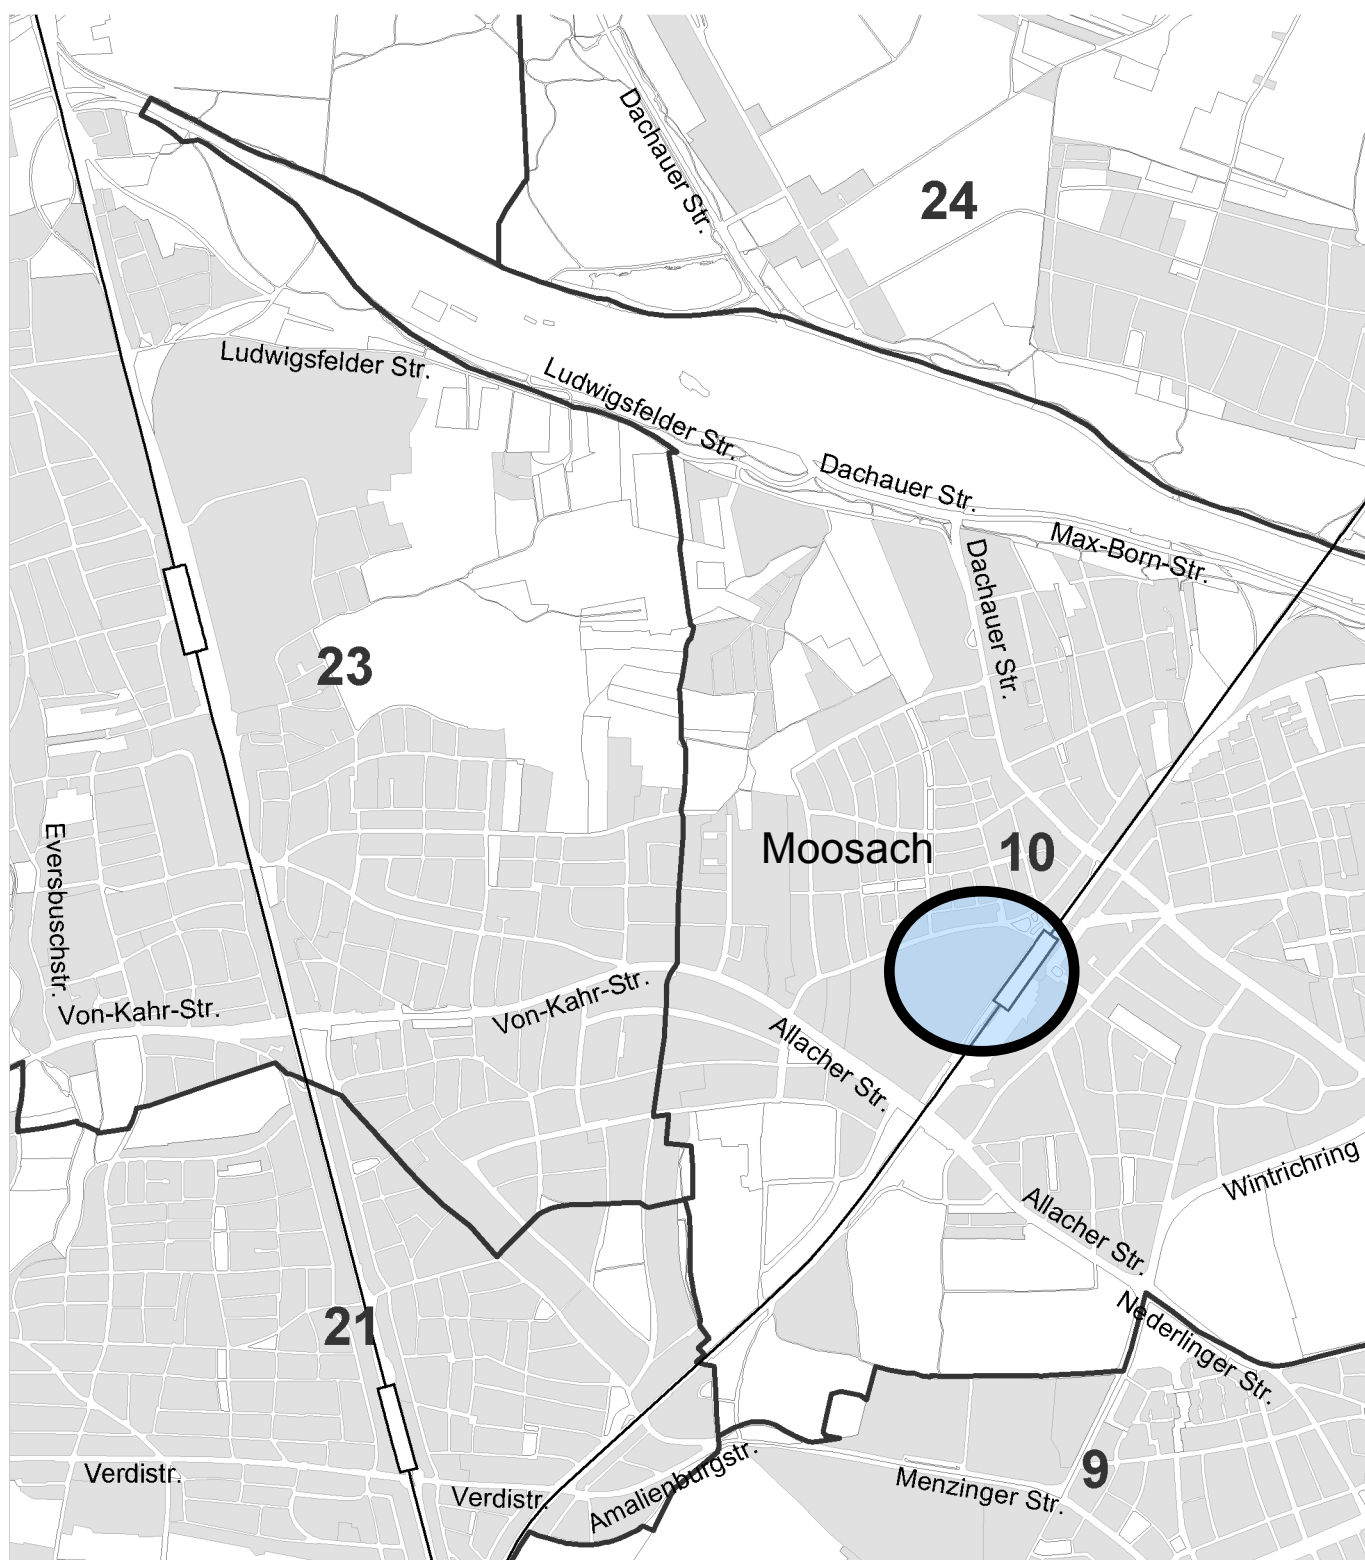 Dachauer Str.
24
Ludwigsfelder Str.
Ludwigsfelder Str.
Dachauer Str.
Max-Born-Str.
Dachauer Str.
23
Eversbuschstr.
Moosach
10
Von-Kahr-Str.
Von-Kahr-Str.
Allacher Str.
Wintrichring
Allacher Str.
Nederlinger Str.
21
Verdistr.
Verdistr.
Amalienburgstr.
Menzinger Str.
9